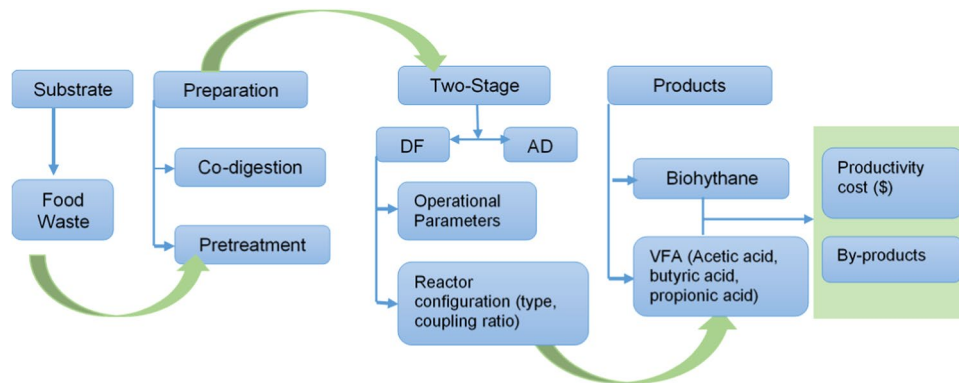 Substrate
Food
Waste
Preparation
Co-digestion
Pretreatment
Two-Stage
DF
AD
Operational
Parameters
Reactor
configuration (type,
coupling ratio)
Products
Biohythane
VFA (Acetic acid,
butyric acid,
propionic acid)
Productivity
cost ($)
By-products